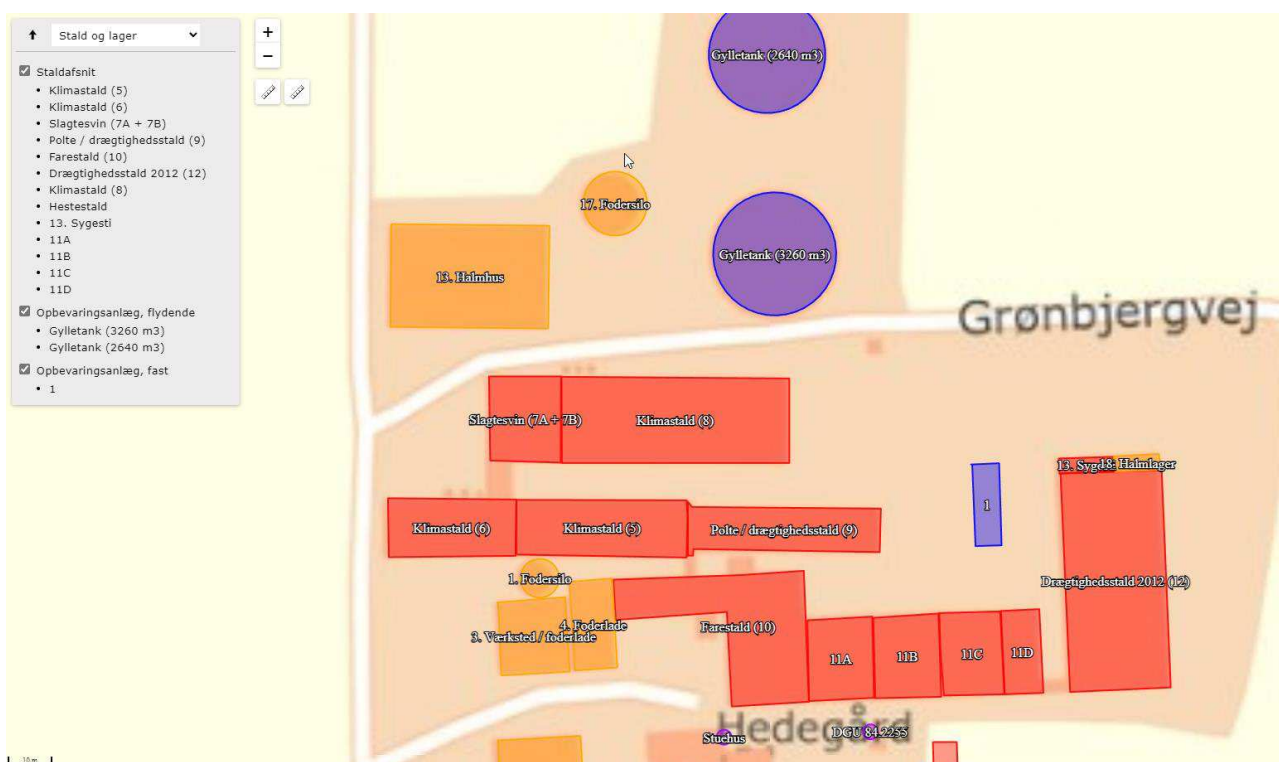 Stald og lager
Staldafsnit
Klimastald (5)
Klimastald (6)
Slagtesvin (7A + 7B)
Polte / drægtighedsstald (9)
Farestald (10)
Drægtighedsstald 2012 (12)
Klimastald (8)
Hestestald
13. Sygesti
11A
11B
11C
11D
Opbevaringsanlæg, flydende
Gylletank (3260 m3)
Gylletank (2640 m3)
Opbevaringsanlæg, fast
1
+
−
Gylletank (2640 m3)
17. Fodersilo
Gylletank (3260 m3)
13. Halmhus
Grønbjergvej
Slagtesvin (7A + 7B)
Klimastald (8)
13. Syge
18. Halmlager
1
Klimastald (6)
Klimastald (5)
Polte / drægtighedsstald (9)
1. Fodersilo
Drægtighedsstald 2012 (12)
4. Foderlade
3. Værksted / foderlade
Farestald (10)
11A
11B
11C
11D
Hedegård
Stuehus
DGU 84.2255
10 m